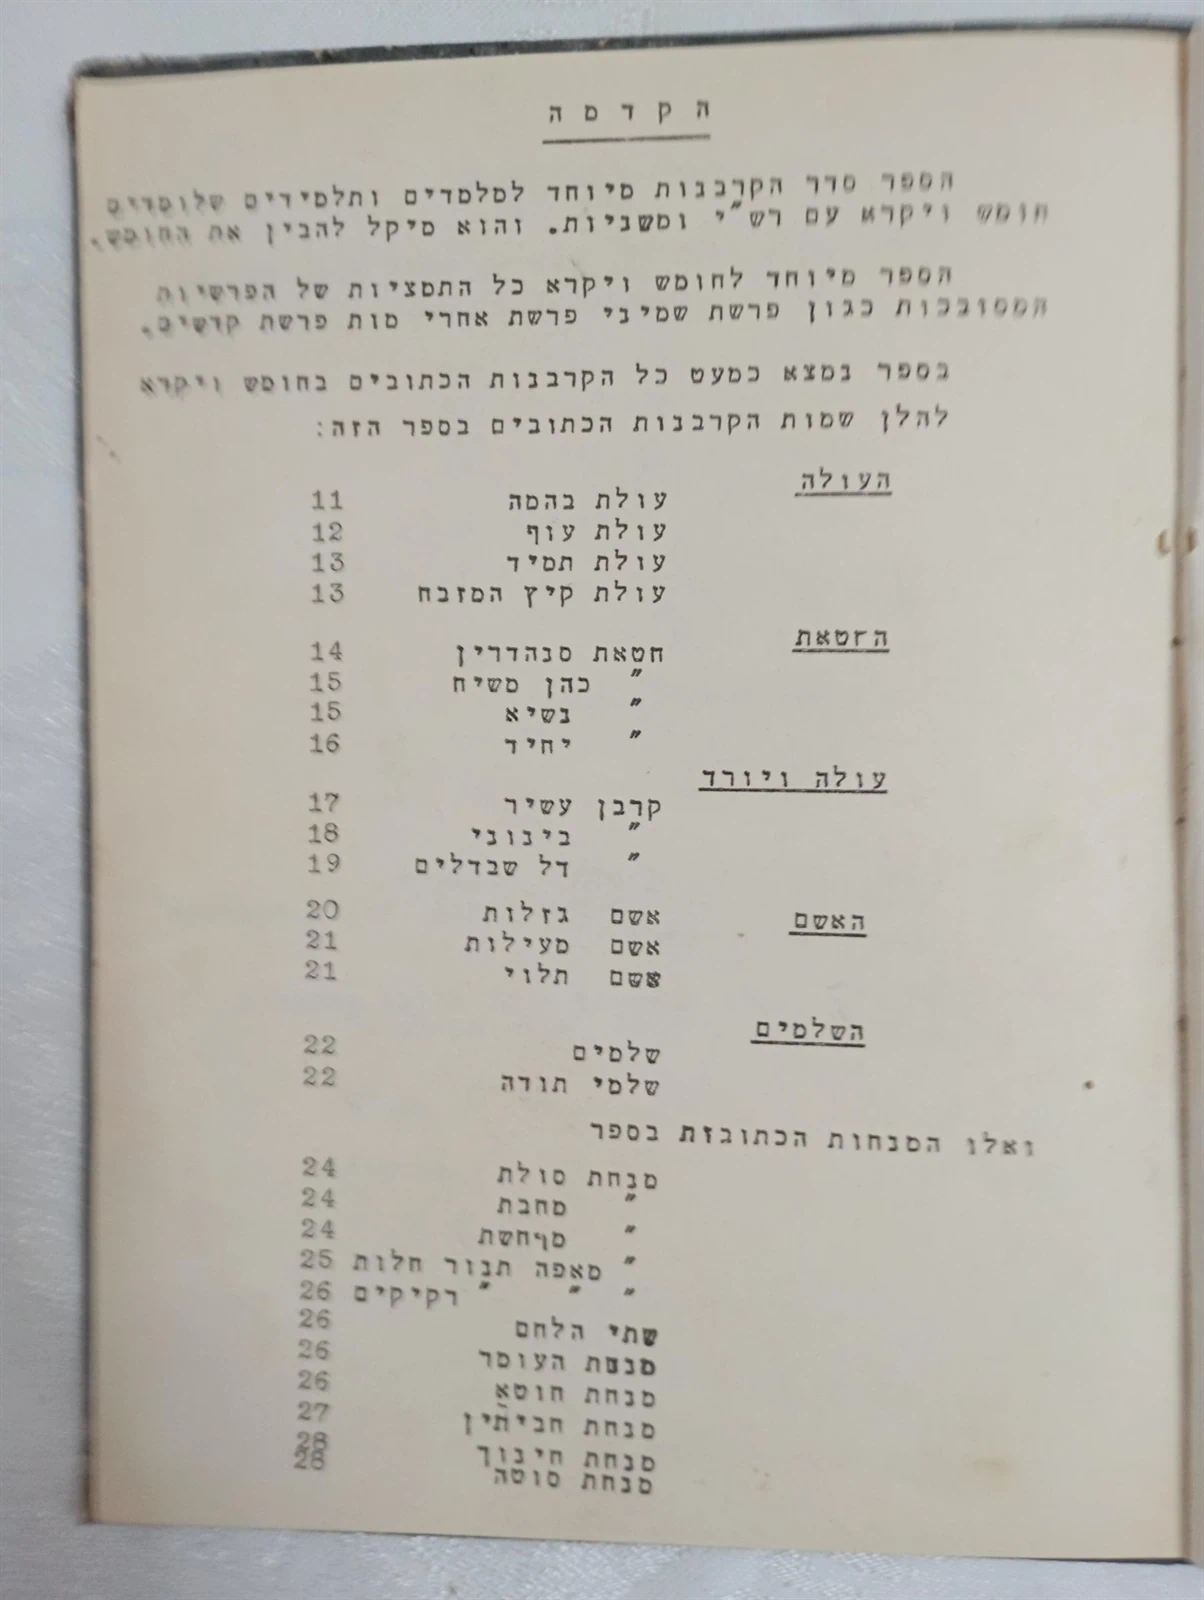 הקדמה
הספר סדר הקרבנות מיוחד למלמדים ותלמידים שלומדים
חומש ויקרא עם רש"י ומשניות. והוא מיקל להבין את החומש.
הספר מיוחד לחומש ויקרא כל התמציות של הפרשיות
המסובכות כגון פרשת שמיני פרשת אחרי מות פרשת קדשים.
בספר נמצא כמעט כל הקרבנות הכתובים בחומש ויקרא
להלן שמות הקרבנות הכתובים בספר הזה:
העולה
עולת בהמה 11
עולת עוף 12
עולת תמיד 13
עולת קיץ המזבח 13
החטאת
חטאת סנהדרין 14
" כהן משיח 15
" נשיא 15
" יחיד 16
עולה ויורד
קרבן עשיר 17
" בינוני 18
" דל שבדלים 19
האשם
אשם גזלות 20
אשם מעילות 21
אשם תלוי 21
השלמים
שלמים 22
שלמי תודה 22
ואלו המנחות הכתובות בספר
מנחת סולת 24
" מחבת 24
" מרחשת 24
" מאפה תנור חלות 25
" " " רקיקים 26
שתי הלחם 26
מנחת העומר 26
מנחת חוטא 26
מנחת חביתין 27
מנחת חינוך 28
מנחת סוטה 28